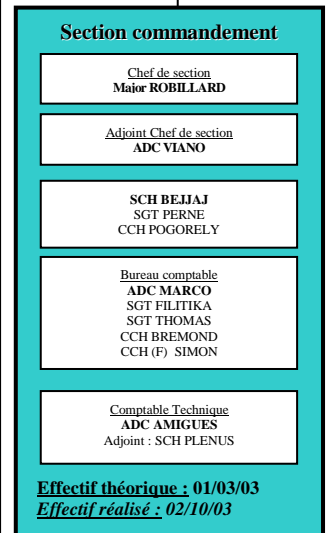 Section commandement
Chef de section
Major ROBILLARD
Adjoint Chef de section
ADC VIANO
SCH BEJJAJ
SGT PERNE
CCH POGORELY
Bureau comptable
ADC MARCO
SGT FILITIKA
SGT THOMAS
CCH BREMOND
CCH (F) SIMON
Comptable Technique
ADC AMIGUES
Adjoint : SCH PLENUS
Effectif théorique : 01/03/03
Effectif réalisé : 02/10/03